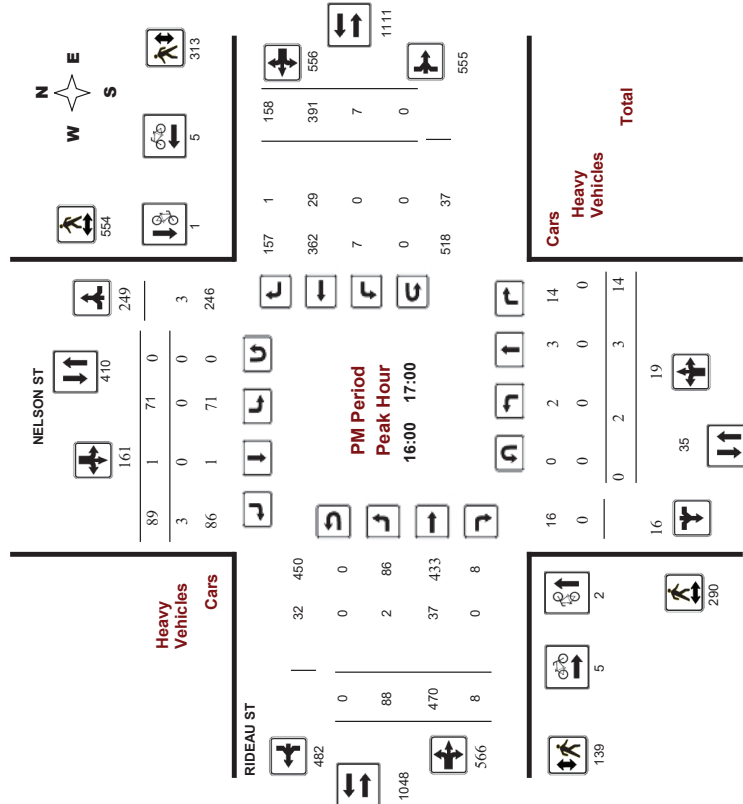 N
W E
S
554
313
1
5
NELSON ST
161
410
249
89 1 71 0
3 0 0 0 3
86 1 71 0 246
Heavy
Vehicles
Cars
556
1111
555
157 1 158
362 29 391
7 0 7
0 0 0
518 37
PM Period
Peak Hour
16:00 17:00
RIDEAU ST
482
1048
566
32 450
0 0 0
88 2 86
470 37 433
8 0 8
Cars
Heavy
Vehicles
Total
16 0 2 3 14
0 0 0 0 0
0 2 3 14
16
35
19
139
5
2
290